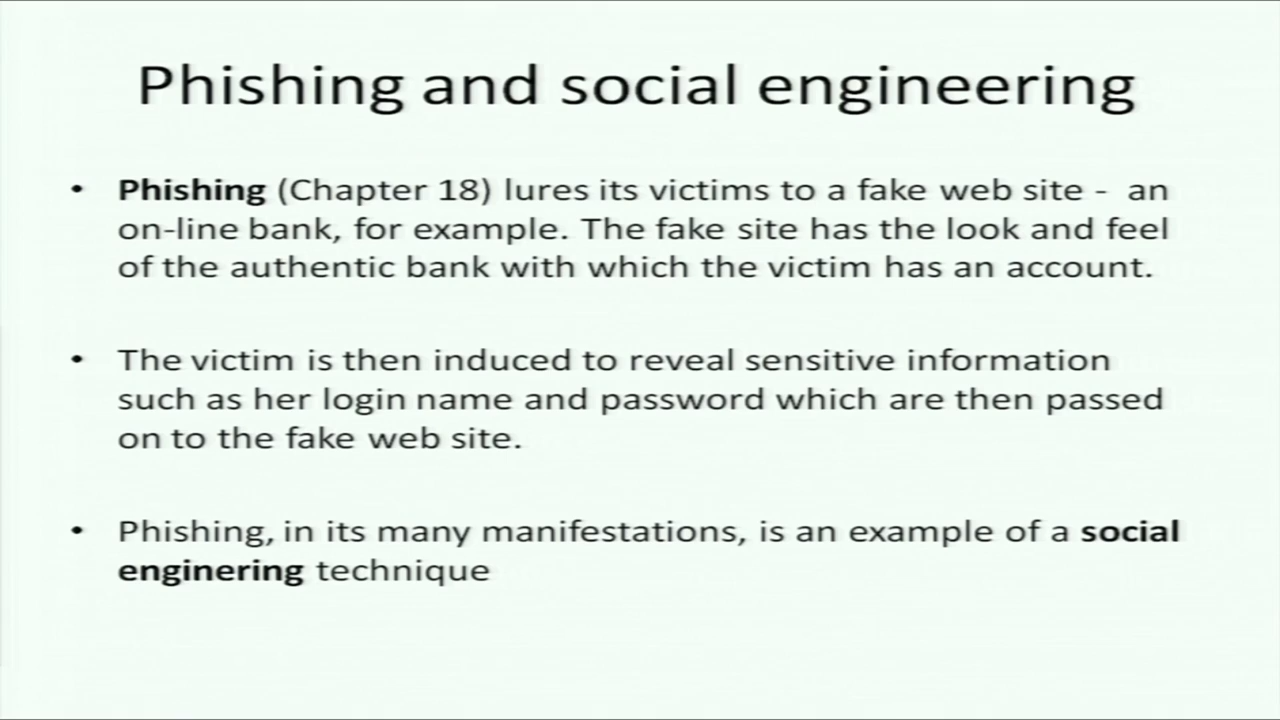 Phishing and social engineering
• Phishing (Chapter 18) lures its victims to a fake web site - an
on-line bank, for example. The fake site has the look and feel
of the authentic bank with which the victim has an account.
• The victim is then induced to reveal sensitive information
such as her login name and password which are then passed
on to the fake web site.
• Phishing, in its many manifestations, is an example of a social
enginering technique